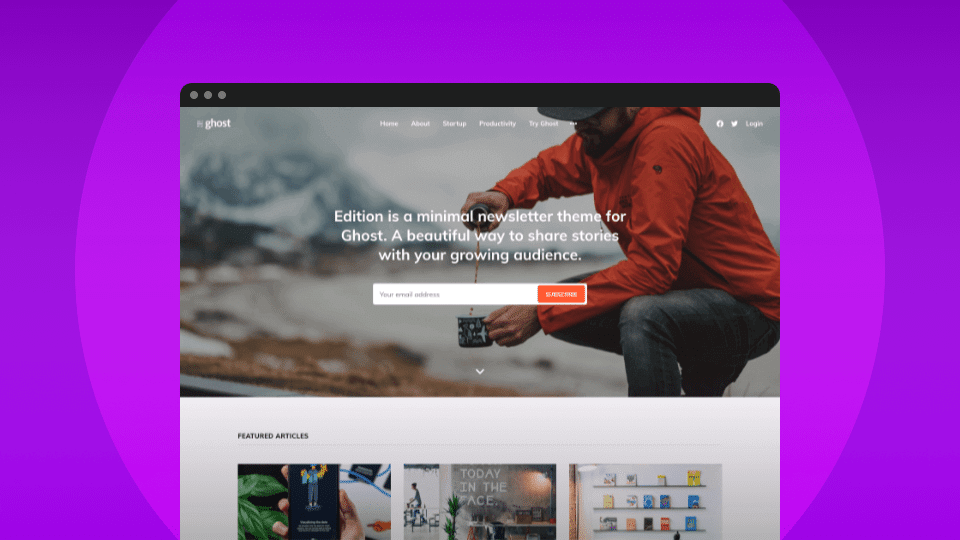 ghost
Home About Startup Productivity Try Ghost
Login
Edition is a minimal newsletter theme for
Ghost. A beautiful way to share stories
with your growing audience.
Your email address SUBSCRIBE
FEATURED ARTICLES
TODAY
IN THE
FACE.